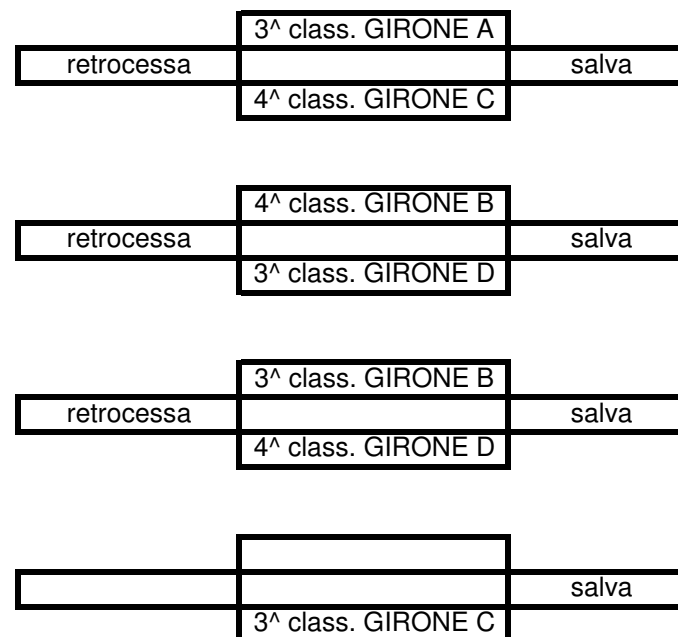 3^ class. GIRONE A
retrocessa salva
4^ class. GIRONE C
4^ class. GIRONE B
retrocessa salva
3^ class. GIRONE D
3^ class. GIRONE B
retrocessa salva
4^ class. GIRONE D
salva
3^ class. GIRONE C